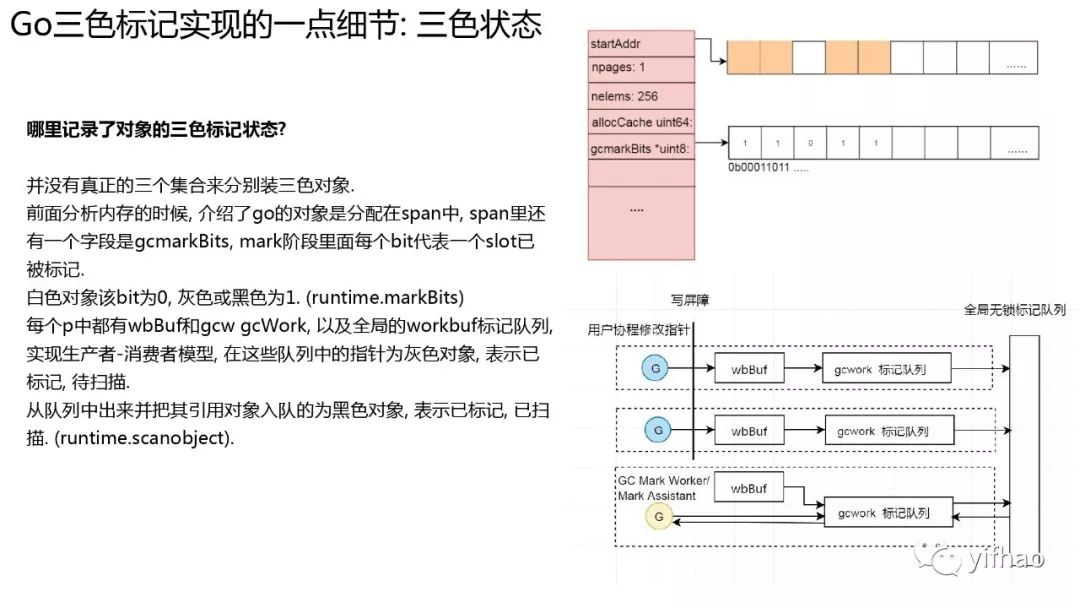 Go三色标记实现的一点细节: 三色状态
哪里记录了对象的三色标记状态?
并没有真正的三个集合来分别装三色对象.
前面分析内存的时候, 介绍了go的对象是分配在span中, span里还
有一个字段是gcmarkBits, mark阶段里面每个bit代表一个slot已
被标记.
白色对象该bit为0, 灰色或黑色为1. (runtime.markBits)
每个p中都有wbBuf和gcw gcWork, 以及全局的workbuf标记队列,
实现生产者-消费者模型, 在这些队列中的指针为灰色对象, 表示已
标记, 待扫描.
从队列中出来并把其引用对象入队的为黑色对象, 表示已标记, 已扫
描. (runtime.scanobject).
startAddr
npages: 1
nelems: 256
allocCache uint64:
gcmarkBits *uint8:
....
......
1 1 0 1 1 ......
0b00011011 .....
写屏障
全局无锁标记队列
用户协程修改指针
G wbBuf gcwork 标记队列
G wbBuf gcwork 标记队列
GC Mark Worker/
Mark Assistant
wbBuf
G gcwork 标记队列
yifhao